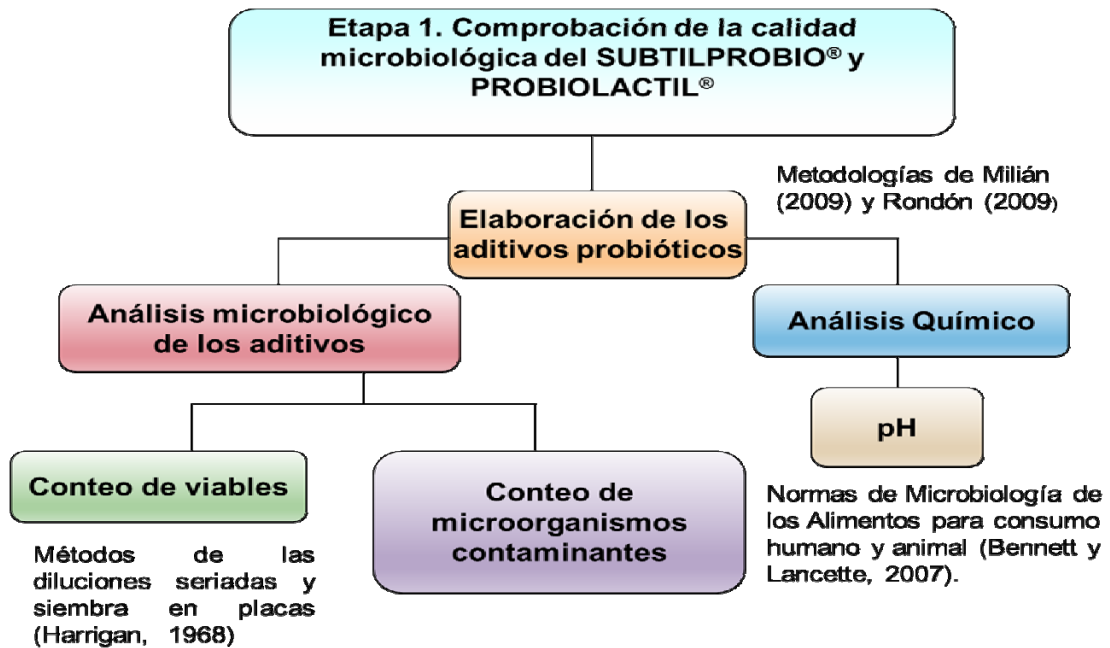 Etapa 1. Comprobación de la calidad
microbiológica del SUBTILPROBIO® y
PROBIOLACTIL®
Metodologías de Milián
(2009) y Rondón (2009)
Elaboración de los
aditivos probióticos
Análisis microbiológico
de los aditivos
Análisis Químico
pH
Conteo de viables
Conteo de
microorganismos
contaminantes
Normas de Microbiología de
los Alimentos para consumo
humano y animal (Bennett y
Lancette, 2007).
Métodos de las
diluciones seriadas y
siembra en placas
(Harrigan, 1968)